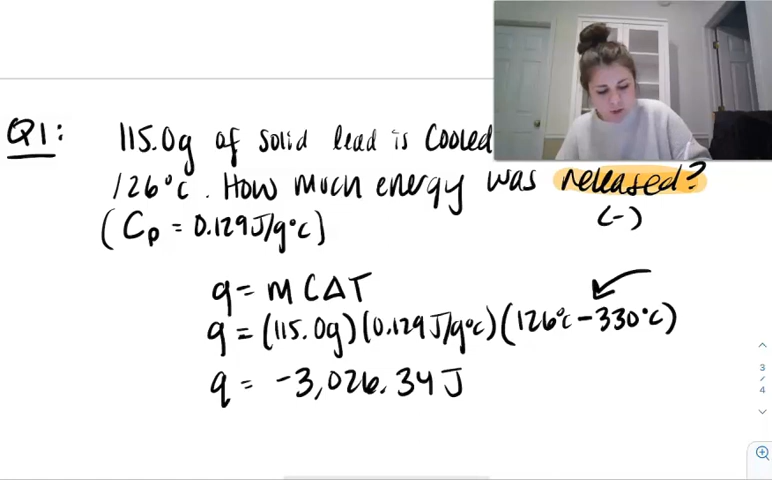 Q1: 115.0g of solid lead is cooled
126°C. How much energy was released?
(Cp = 0.129J/g°C) (-)
q = mCΔT
q = (115.0g)(0.129J/g°C)(126°C-330°C)
q = -3,026.34J
3
/
4